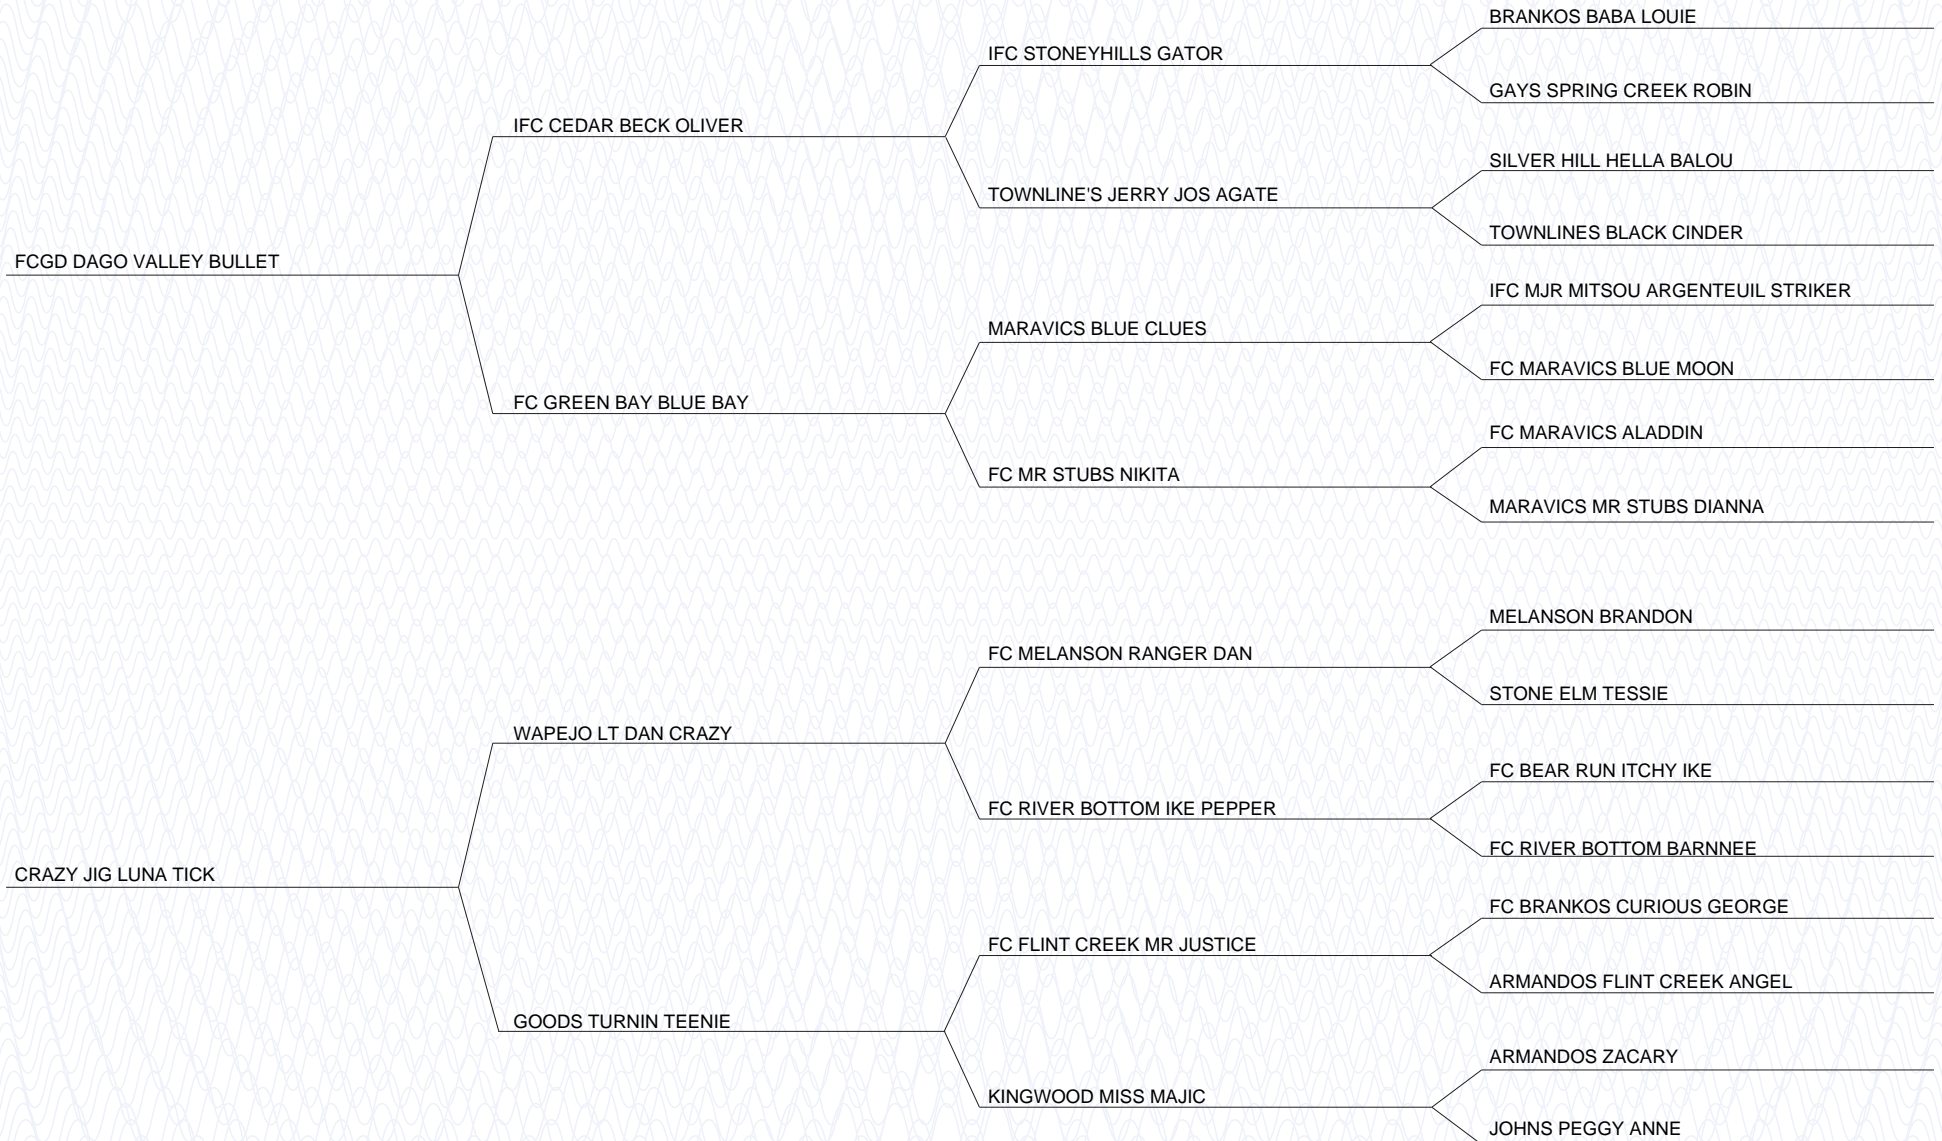 BRANKOS BABA LOUIE
IFC STONEYHILLS GATOR
GAYS SPRING CREEK ROBIN
IFC CEDAR BECK OLIVER
SILVER HILL HELLA BALOU
TOWNLINE'S JERRY JOS AGATE
TOWNLINES BLACK CINDER
FCGD DAGO VALLEY BULLET
IFC MJR MITSOU ARGENTEUIL STRIKER
MARAVICS BLUE CLUES
FC MARAVICS BLUE MOON
FC GREEN BAY BLUE BAY
FC MARAVICS ALADDIN
FC MR STUBS NIKITA
MARAVICS MR STUBS DIANNA
MELANSON BRANDON
FC MELANSON RANGER DAN
STONE ELM TESSIE
WAPEJO LT DAN CRAZY
FC BEAR RUN ITCHY IKE
FC RIVER BOTTOM IKE PEPPER
FC RIVER BOTTOM BARNNEE
CRAZY JIG LUNA TICK
FC BRANKOS CURIOUS GEORGE
FC FLINT CREEK MR JUSTICE
ARMANDOS FLINT CREEK ANGEL
GOODS TURNIN TEENIE
ARMANDOS ZACARY
KINGWOOD MISS MAJIC
JOHNS PEGGY ANNE